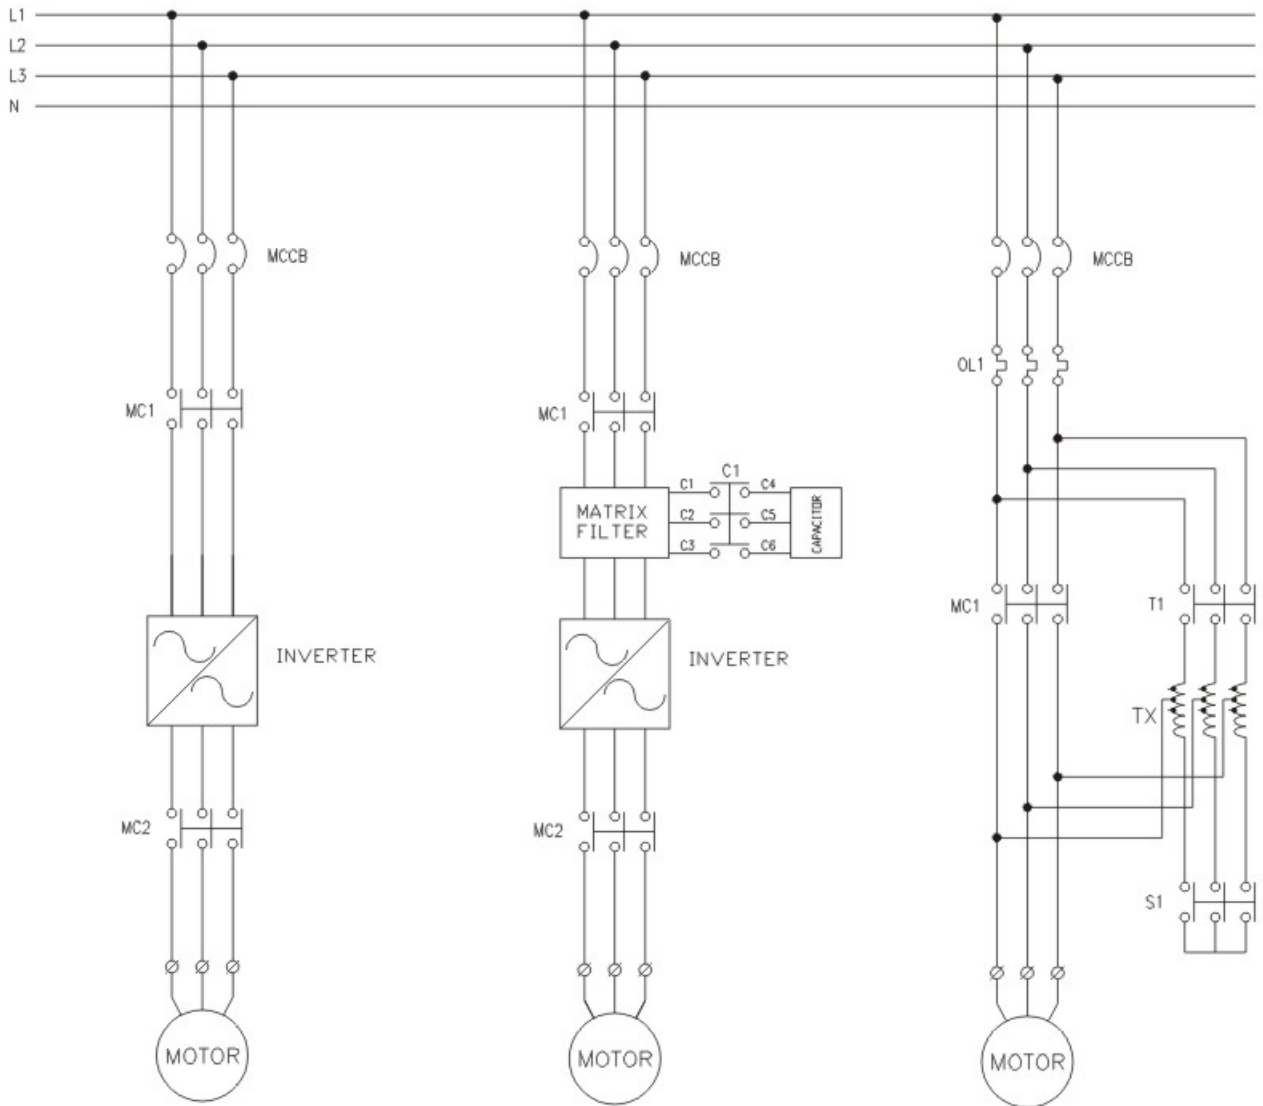 L1
L2
L3
N
MCCB
MCCB
MCCB
OL1
MC1
MC1
C1
C1
C4
MATRIX
FILTER
C2
C5
C3
C6
CAPACITOR
MC1
T1
INVERTER
INVERTER
TX
MC2
MC2
S1
MOTOR
MOTOR
MOTOR